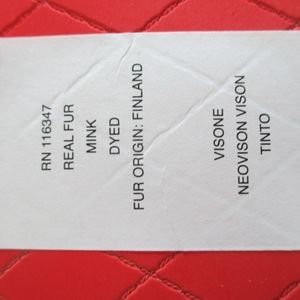 RN 116347
REAL FUR
MINK
DYED
FUR ORIGIN: FINLAND
VISONE
NEOVISON VISON
TINTO